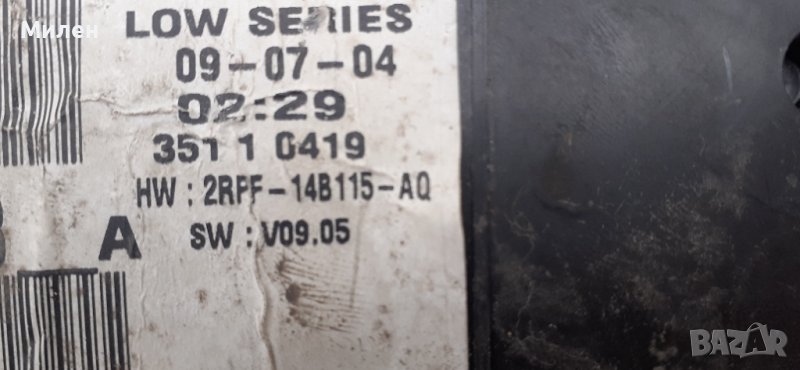 Милен
LOW SERIES
09-07-04
02:29
351 1 0419
HW : 2RFF-14B115-AQ
A
SW : V09.05
BAZAR